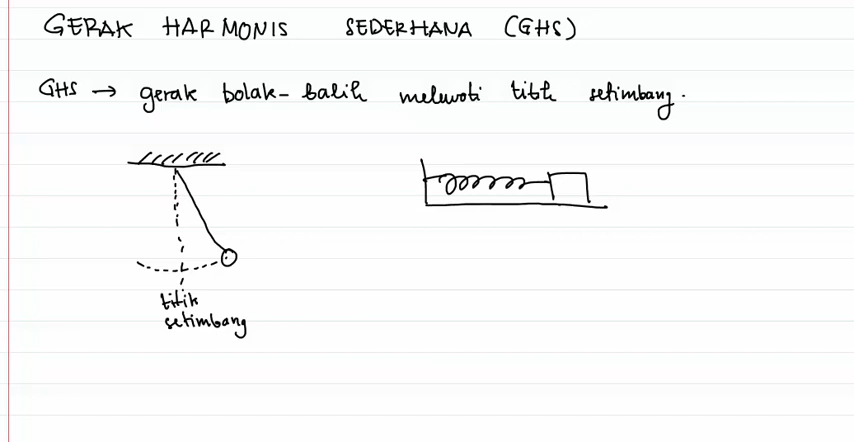 GERAK HARMONIS SEDERHANA (GHS)
GHS → gerak bolak-balik melewati titik setimbang.
titik
setimbang